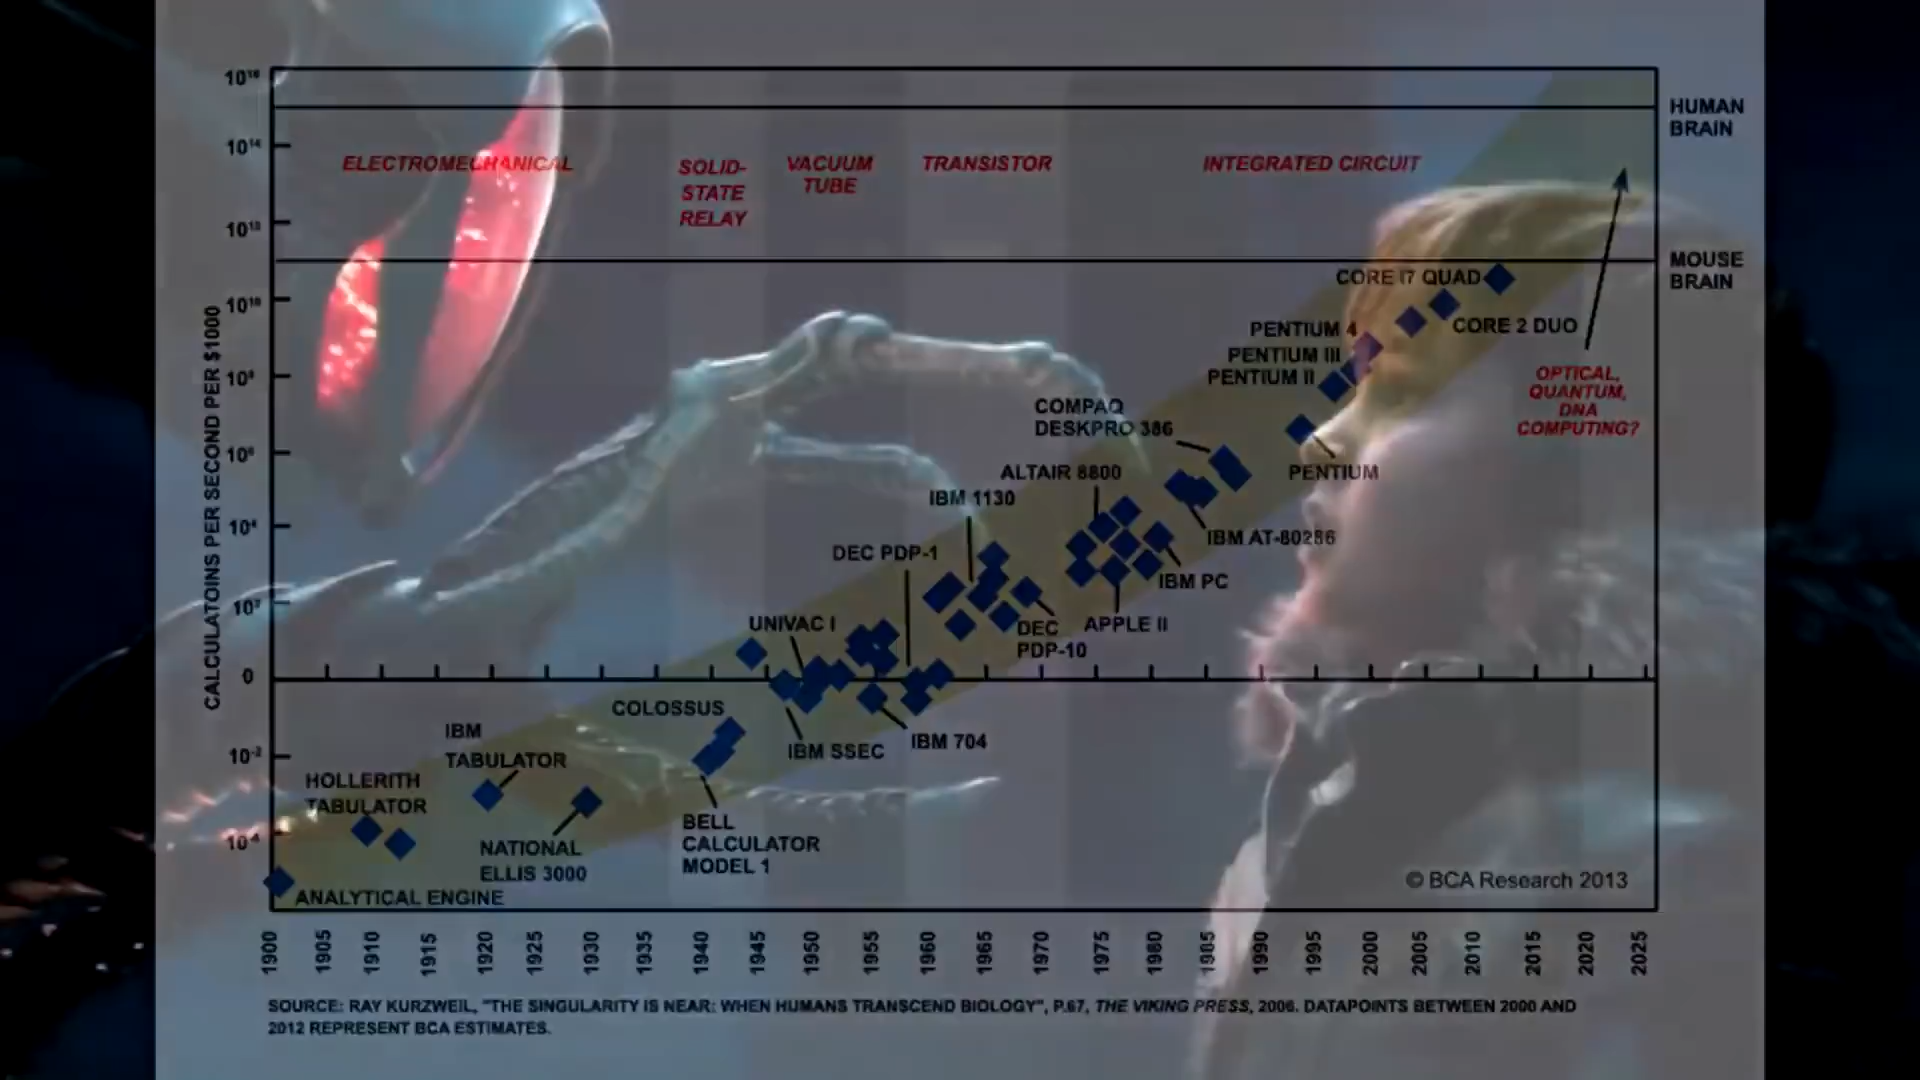 10¹⁶
10¹⁴
10¹⁰
10⁸
10⁶
10⁴
0
10⁻²
10⁻⁴
CALCULATOINS PER SECOND PER $1000
HUMAN
BRAIN
MOUSE
BRAIN
ELECTROMECHANICAL
SOLID-
STATE
RELAY
VACUUM
TUBE
TRANSISTOR
INTEGRATED CIRCUIT
CORE I7 QUAD
CORE 2 DUO
PENTIUM 4
PENTIUM III
PENTIUM II
OPTICAL,
QUANTUM,
DNA
COMPUTING?
COMPAQ
DESKPRO 386
PENTIUM
ALTAIR 8800
IBM 1130
IBM AT-80286
DEC PDP-1
IBM PC
UNIVAC I
DEC
PDP-10
APPLE II
COLOSSUS
IBM
TABULATOR
IBM SSEC
IBM 704
HOLLERITH
TABULATOR
NATIONAL
ELLIS 3000
BELL
CALCULATOR
MODEL 1
ANALYTICAL ENGINE
© BCA Research 2013
1900 1905 1910 1915 1920 1925 1930 1935 1940 1945 1950 1955 1960 1965 1970 1975 1980 1985 1990 1995 2000 2005 2010 2015 2020 2025
SOURCE: RAY KURZWEIL, "THE SINGULARITY IS NEAR: WHEN HUMANS TRANSCEND BIOLOGY", P.67, THE VIKING PRESS, 2006. DATAPOINTS BETWEEN 2000 AND
2012 REPRESENT BCA ESTIMATES.